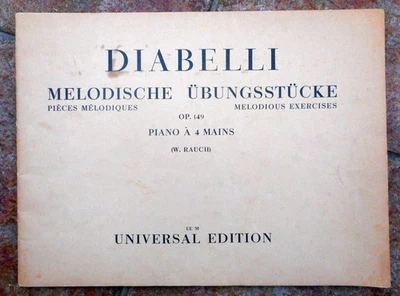 DIABELLI
MELODISCHE ÜBUNGSSTÜCKE
PIÈCES MÉLODIQUES MELODIOUS EXERCISES
OP. 149
PIANO À 4 MAINS
(W. RAUCH)
UNIVERSAL EDITION